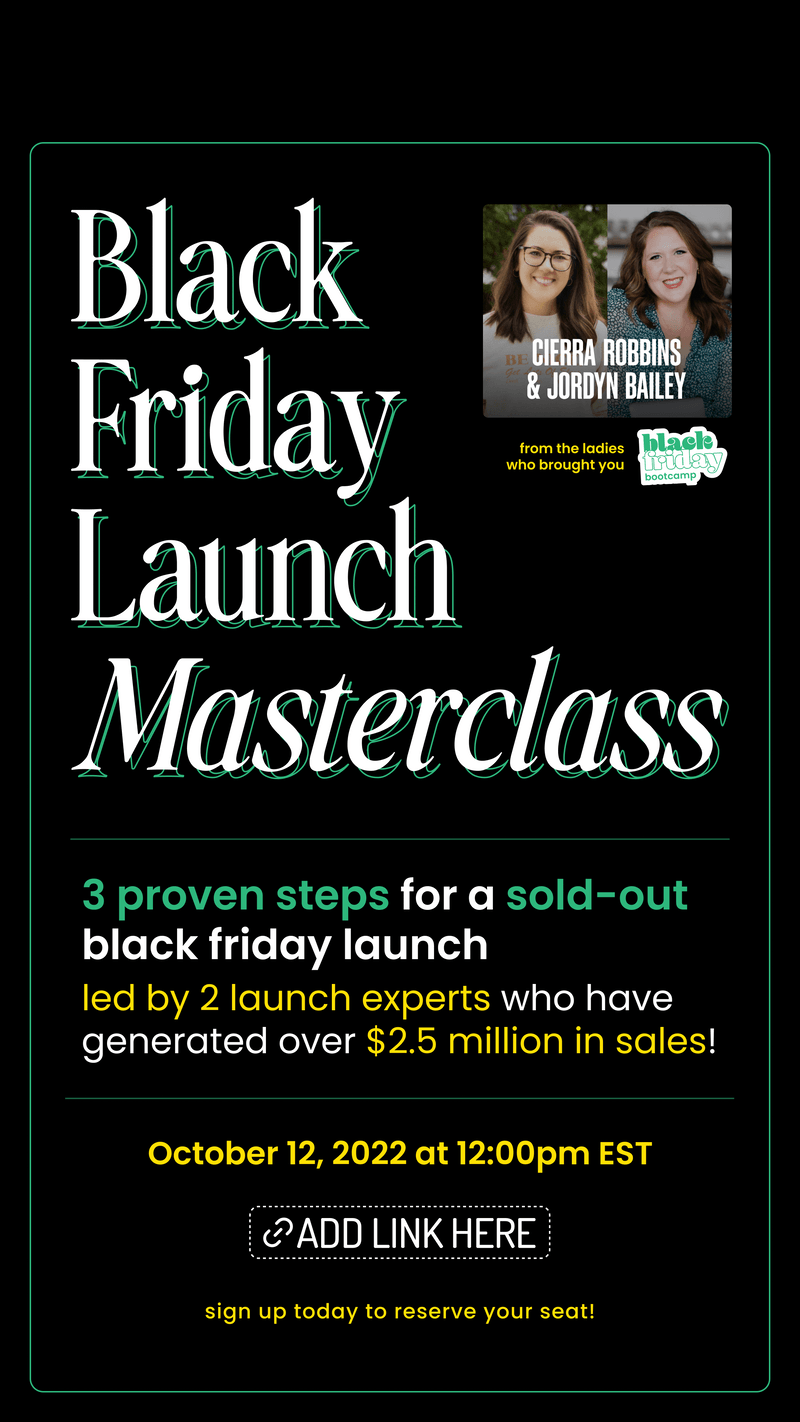 Black
Friday
Launch
Masterclass
CIERRA ROBBINS
& JORDYN BAILEY
from the ladies
who brought you
black
friday
bootcamp
3 proven steps for a sold-out
black friday launch
led by 2 launch experts who have
generated over $2.5 million in sales!
October 12, 2022 at 12:00pm EST
ADD LINK HERE
sign up today to reserve your seat!